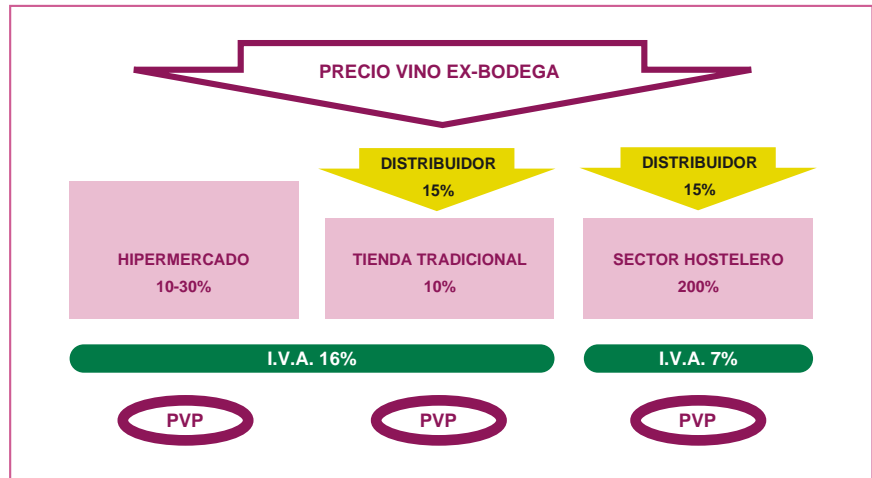 PRECIO VINO EX-BODEGA
DISTRIBUIDOR
15%
DISTRIBUIDOR
15%
HIPERMERCADO
10-30%
TIENDA TRADICIONAL
10%
SECTOR HOSTELERO
200%
I.V.A. 16%
I.V.A. 7%
PVP
PVP
PVP